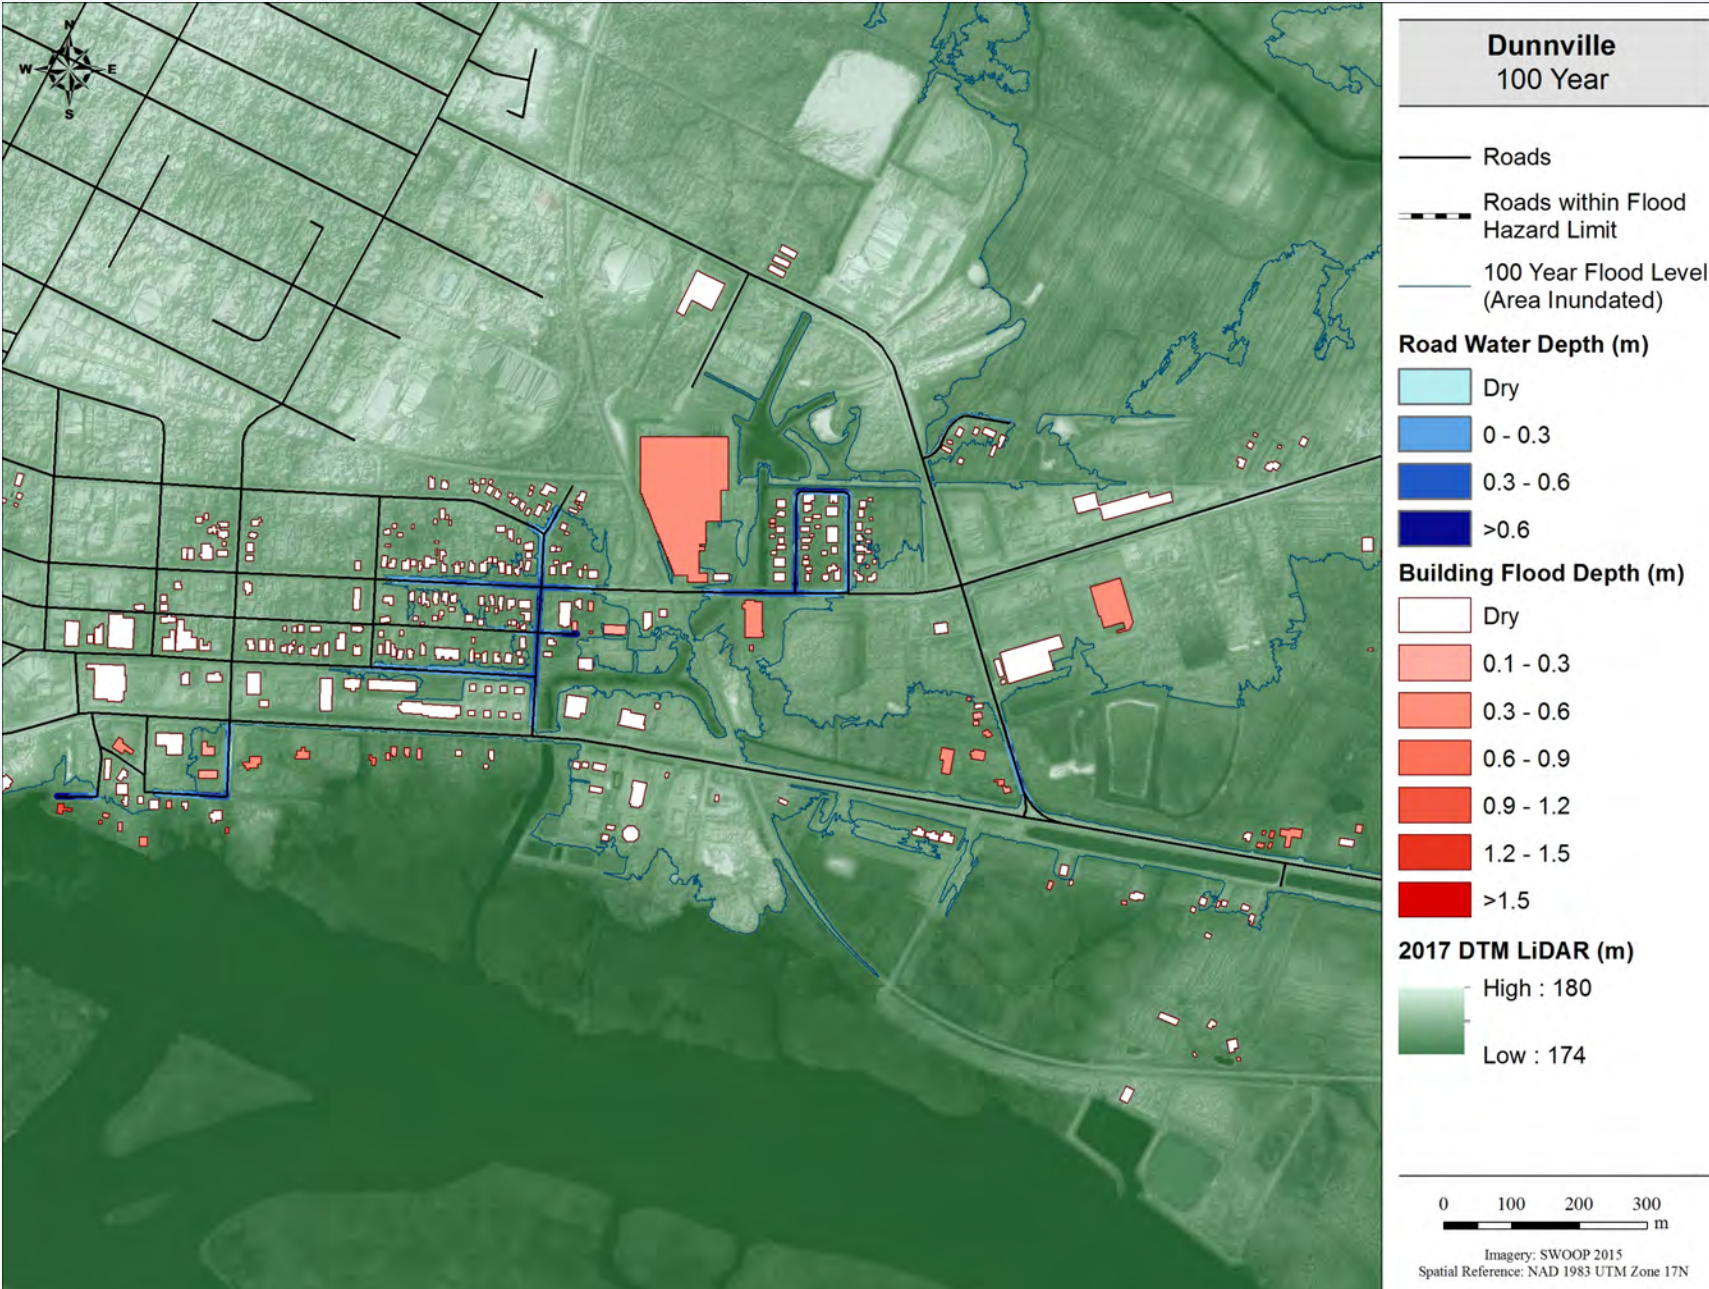 N
W
E
S
Dunnville
100 Year
Roads
Roads within Flood
Hazard Limit
100 Year Flood Level
(Area Inundated)
Road Water Depth (m)
Dry
0 - 0.3
0.3 - 0.6
>0.6
Building Flood Depth (m)
Dry
0.1 - 0.3
0.3 - 0.6
0.6 - 0.9
0.9 - 1.2
1.2 - 1.5
>1.5
2017 DTM LiDAR (m)
High : 180
Low : 174
0 100 200 300
m
Imagery: SWOOP 2015
Spatial Reference: NAD 1983 UTM Zone 17N